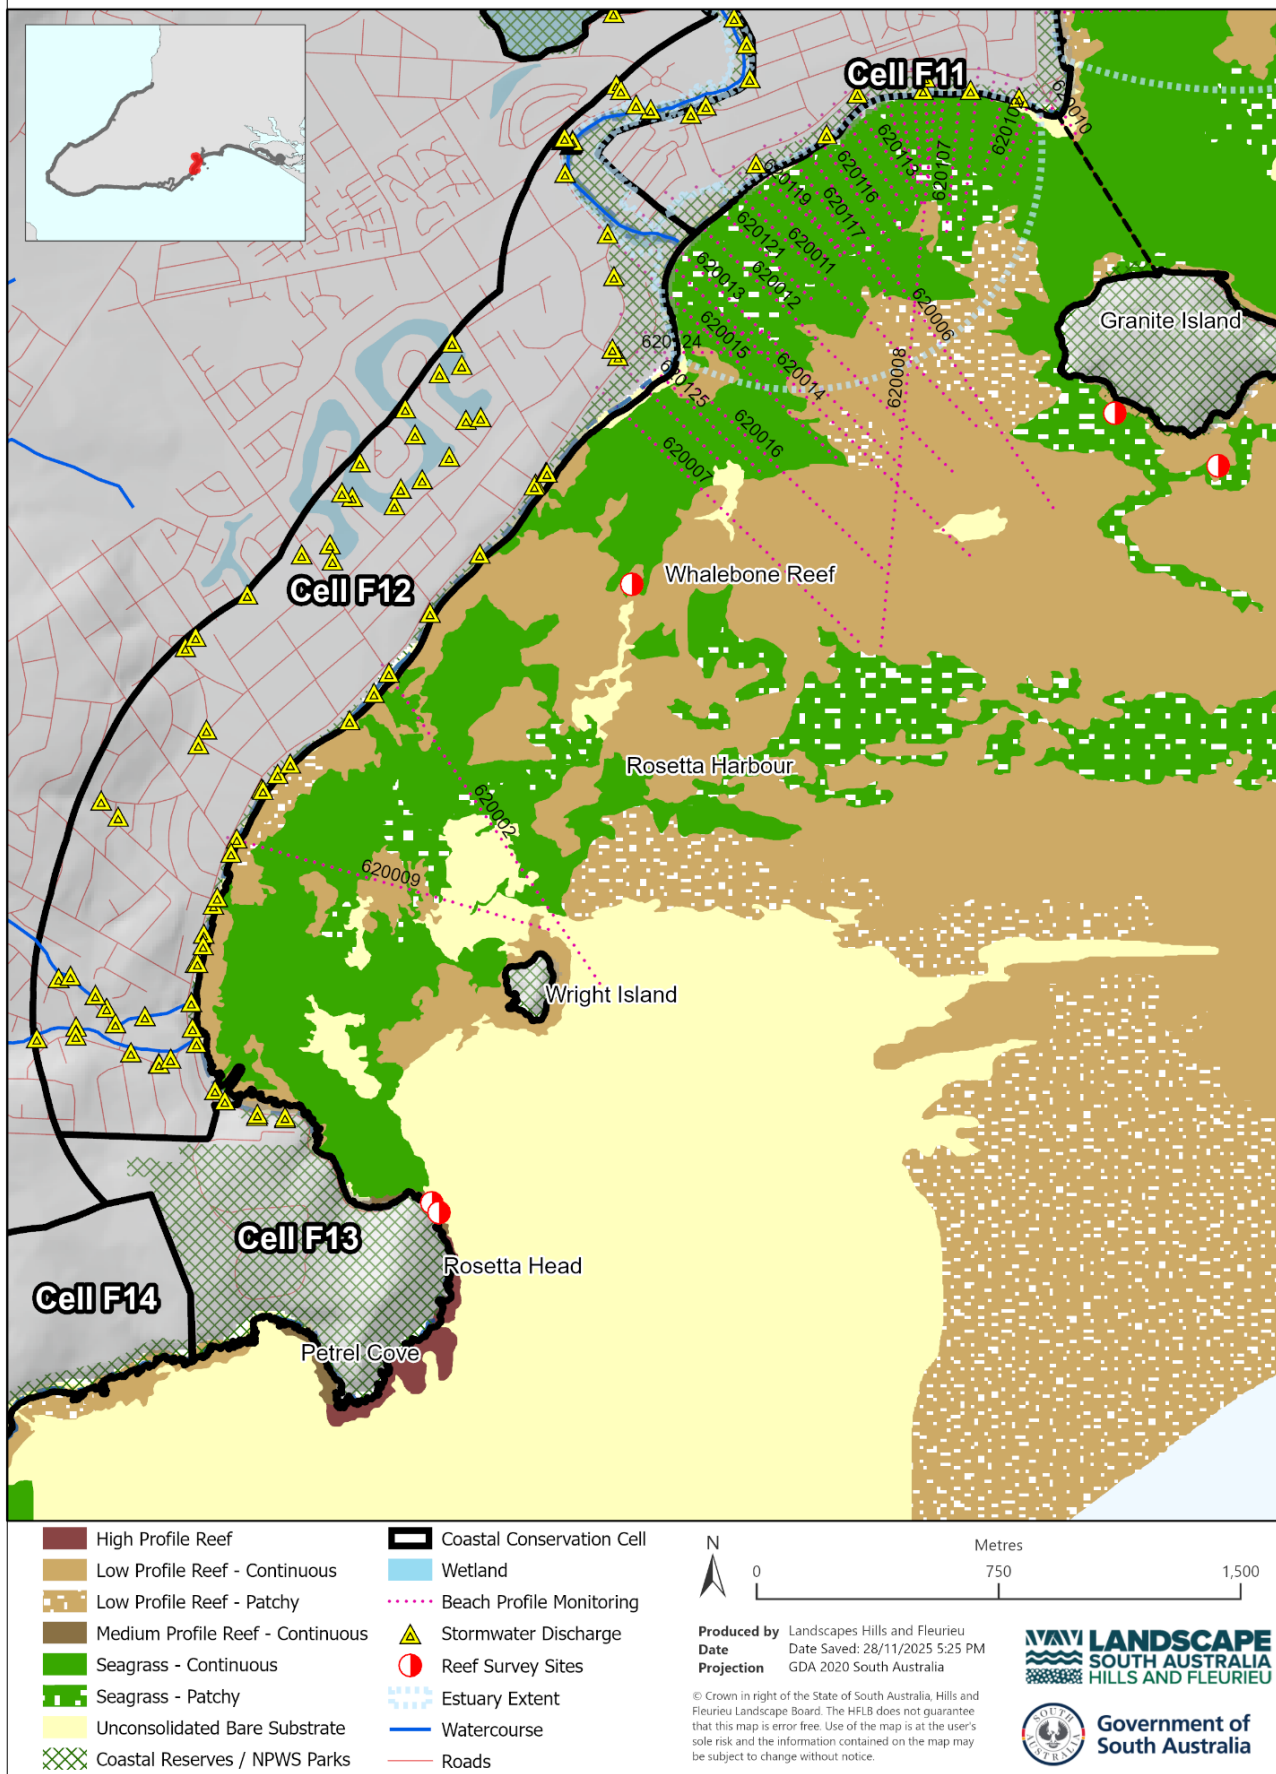 Cell F11
620010
620104
620107
620113
620116
620117
620119
620121
620011
620012
620013
620006
Granite Island
620124
620015
620014
620008
620125
620016
620007
Whalebone Reef
Cell F12
Rosetta Harbour
620002
620009
Wright Island
Cell F13
Rosetta Head
Cell F14
Petrel Cove
High Profile Reef
Low Profile Reef - Continuous
Low Profile Reef - Patchy
Medium Profile Reef - Continuous
Seagrass - Continuous
Seagrass - Patchy
Unconsolidated Bare Substrate
Coastal Reserves / NPWS Parks
Coastal Conservation Cell
Wetland
Beach Profile Monitoring
Stormwater Discharge
Reef Survey Sites
Estuary Extent
Watercourse
Roads
N
Metres
0 750 1,500
Produced by Landscapes Hills and Fleurieu
Date Date Saved: 28/11/2025 5:25 PM
Projection GDA 2020 South Australia
© Crown in right of the State of South Australia, Hills and
Fleurieu Landscape Board. The HFLB does not guarantee
that this map is error free. Use of the map is at the user's
sole risk and the information contained on the map may
be subject to change without notice.
LANDSCAPE
SOUTH AUSTRALIA
HILLS AND FLEURIEU
SOUTH
AUSTRALIA
Government of
South Australia